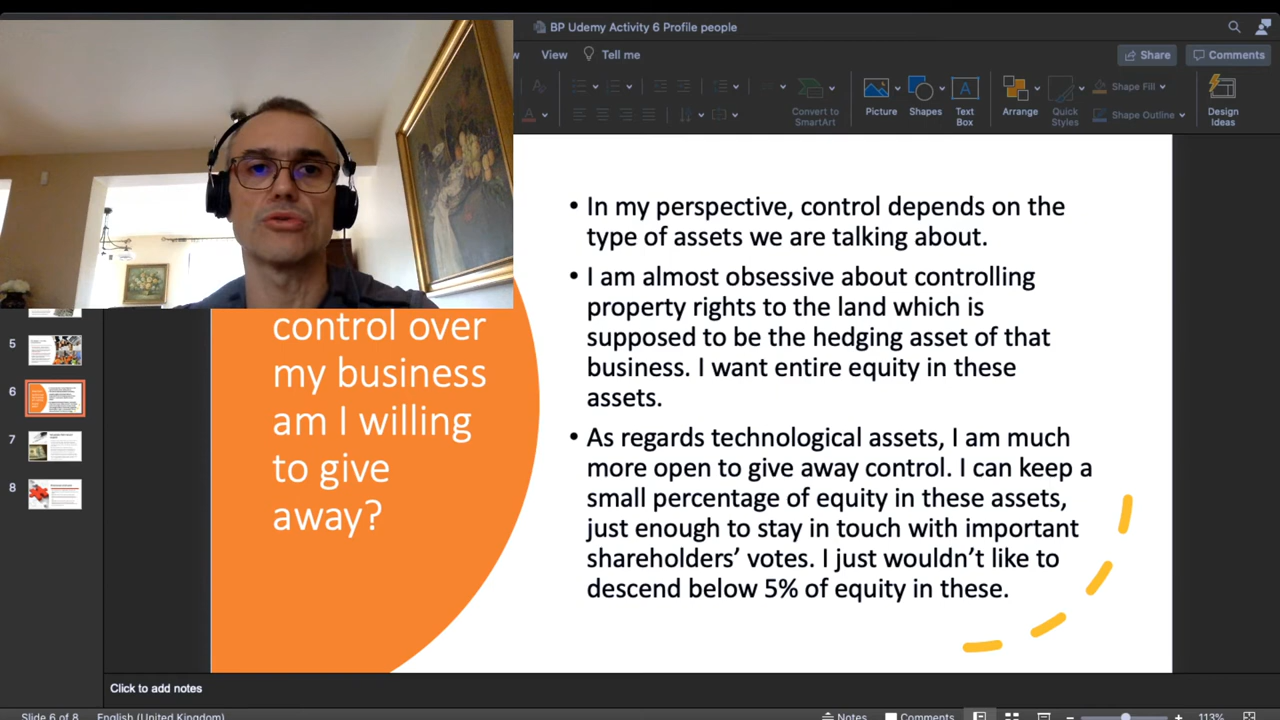 BP Udemy Activity 6 Profile people
View
Tell me
Share
Comments
Convert to
SmartArt
Picture
Shapes
Text
Box
Arrange
Quick
Styles
Shape Fill
Shape Outline
Design
Ideas
5
6
7
8
control over
my business
am I willing
to give
away?
• In my perspective, control depends on the
type of assets we are talking about.
• I am almost obsessive about controlling
property rights to the land which is
supposed to be the hedging asset of that
business. I want entire equity in these
assets.
• As regards technological assets, I am much
more open to give away control. I can keep a
small percentage of equity in these assets,
just enough to stay in touch with important
shareholders’ votes. I just wouldn’t like to
descend below 5% of equity in these.
Click to add notes
Slide 6 of 8
English (United Kingdom)
Notes
Comments
113%